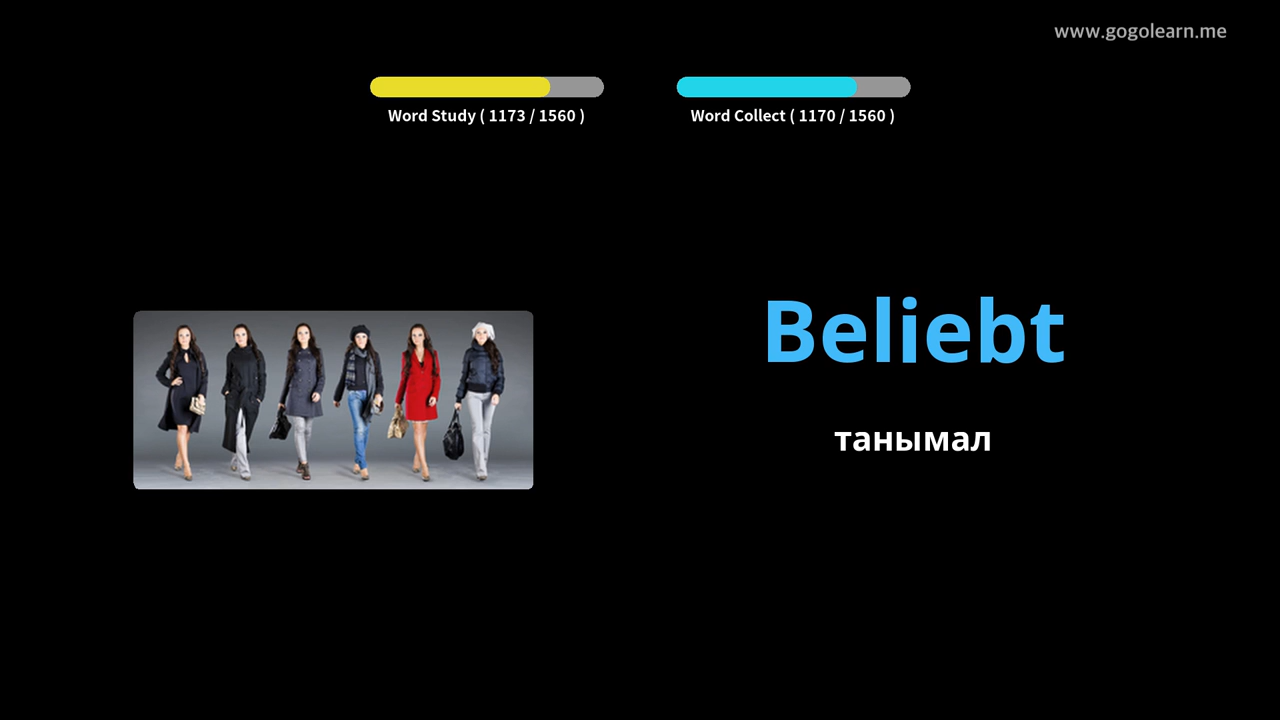 www.gogolearn.me
Word Study ( 1173 / 1560 )
Word Collect ( 1170 / 1560 )
Beliebt
танымал